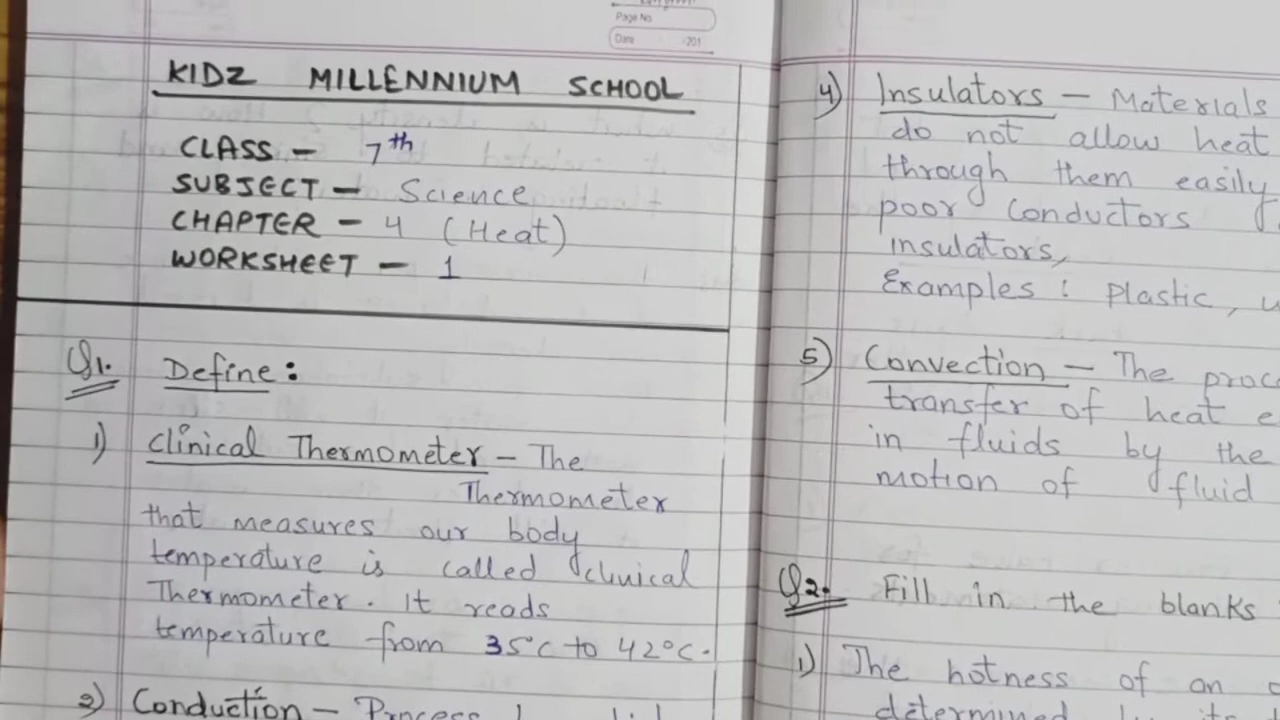 Page No
Date 201
KIDZ MILLENNIUM SCHOOL
CLASS - 7th
SUBJECT - Science
CHAPTER - 4 (Heat)
WORKSHEET - 1
Q1. Define :
1) Clinical Thermometer - The
Thermometer
that measures our body
temperature is called clinical
Thermometer. It reads
temperature from 35°C to 42°C.
2) Conduction - Process
4) Insulators - Materials
do not allow heat
through them easily
poor conductors
insulators,
Examples : Plastic,
5) Convection - The
transfer of heat
in fluids by the
motion of fluid
Q2. Fill in the blanks
1) The hotness of an
determined